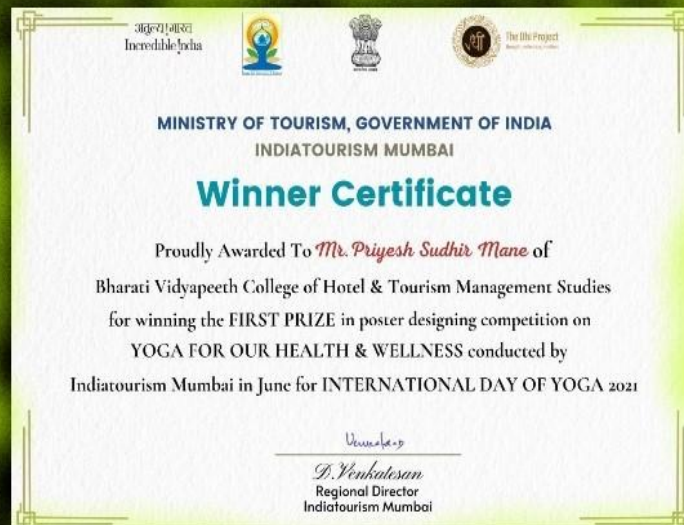 अतुल्य!भारत
Incredible!ndia
The Dhi Project
MINISTRY OF TOURISM, GOVERNMENT OF INDIA
INDIATOURISM MUMBAI
Winner Certificate
Proudly Awarded To Mr. Priyesh Sudhir Mane of
Bharati Vidyapeeth College of Hotel & Tourism Management Studies
for winning the FIRST PRIZE in poster designing competition on
YOGA FOR OUR HEALTH & WELLNESS conducted by
Indiatourism Mumbai in June for INTERNATIONAL DAY OF YOGA 2021
D.Venkatesan
Regional Director
Indiatourism Mumbai